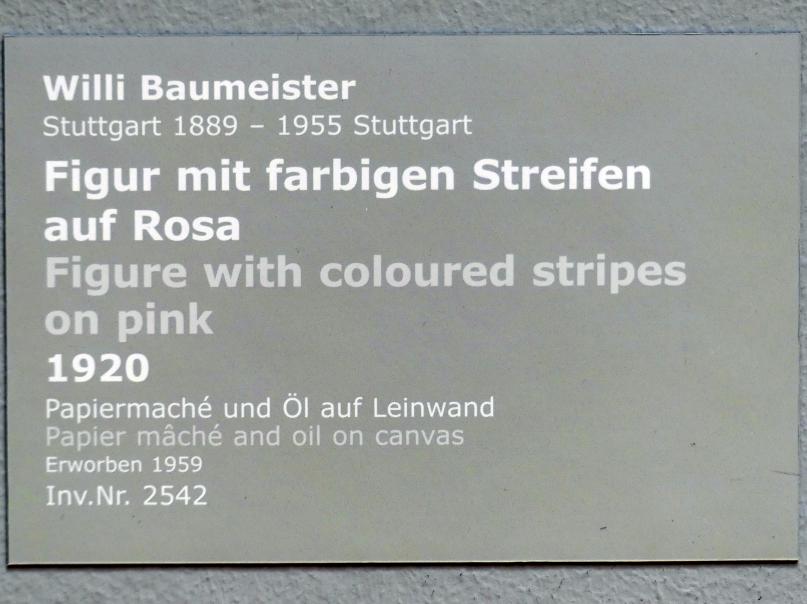 Willi Baumeister
Stuttgart 1889 – 1955 Stuttgart
Figur mit farbigen Streifen
auf Rosa
Figure with coloured stripes
on pink
1920
Papiermaché und Öl auf Leinwand
Papier mâché and oil on canvas
Erworben 1959
Inv.Nr. 2542